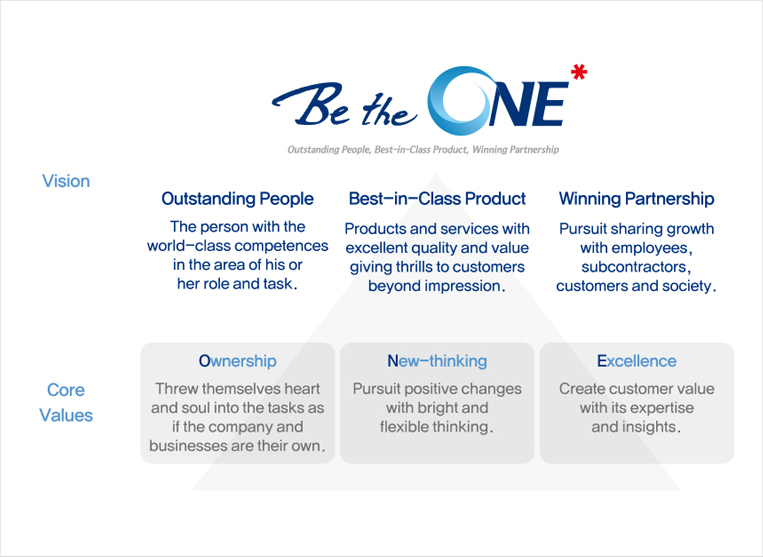 Be the ONE*
Outstanding People, Best-in-Class Product, Winning Partnership
Vision
Outstanding People
The person with the
world-class competences
in the area of his or
her role and task.
Best-in-Class Product
Products and services with
excellent quality and value
giving thrills to customers
beyond impression.
Winning Partnership
Pursuit sharing growth
with employees,
subcontractors,
customers and society.
Core
Values
Ownership
Threw themselves heart
and soul into the tasks as
if the company and
businesses are their own.
New-thinking
Pursuit positive changes
with bright and
flexible thinking.
Excellence
Create customer value
with its expertise
and insights.